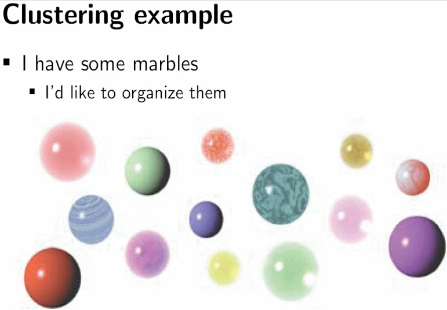 Clustering example
I have some marbles
I'd like to organize them